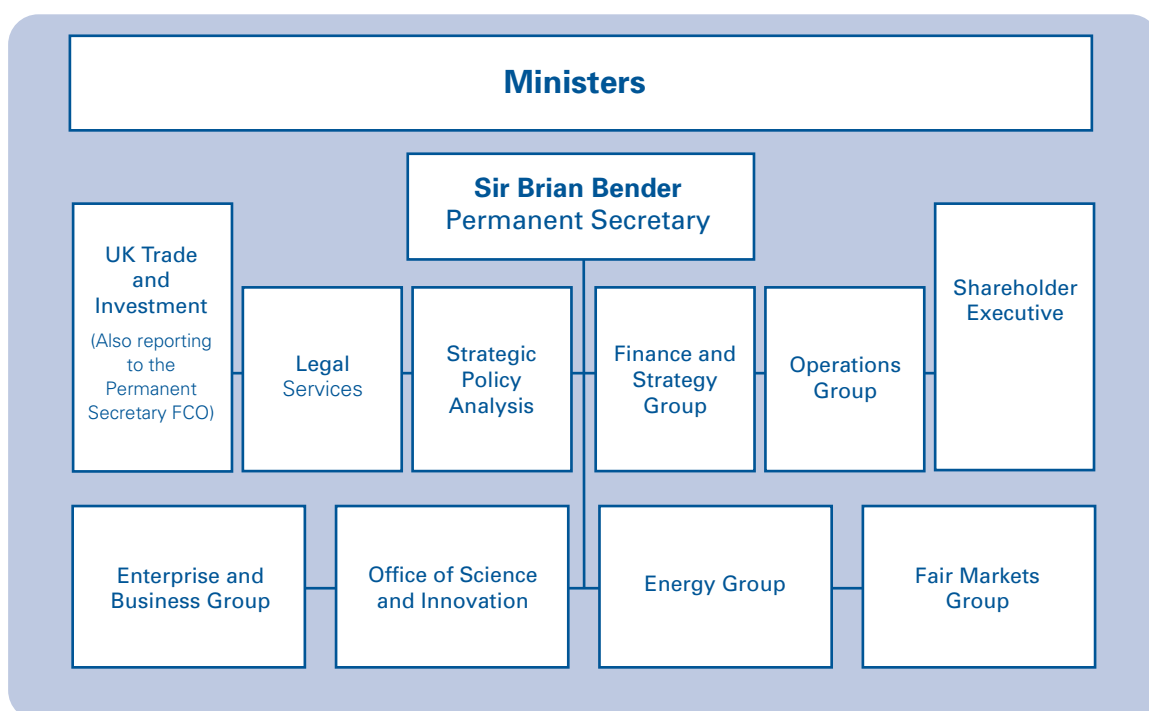 Ministers
Sir Brian Bender
Permanent Secretary
UK Trade
and
Investment
(Also reporting
to the
Permanent
Secretary FCO)
Legal
Services
Strategic
Policy
Analysis
Finance and
Strategy
Group
Operations
Group
Shareholder
Executive
Enterprise and
Business Group
Office of Science
and Innovation
Energy Group
Fair Markets
Group